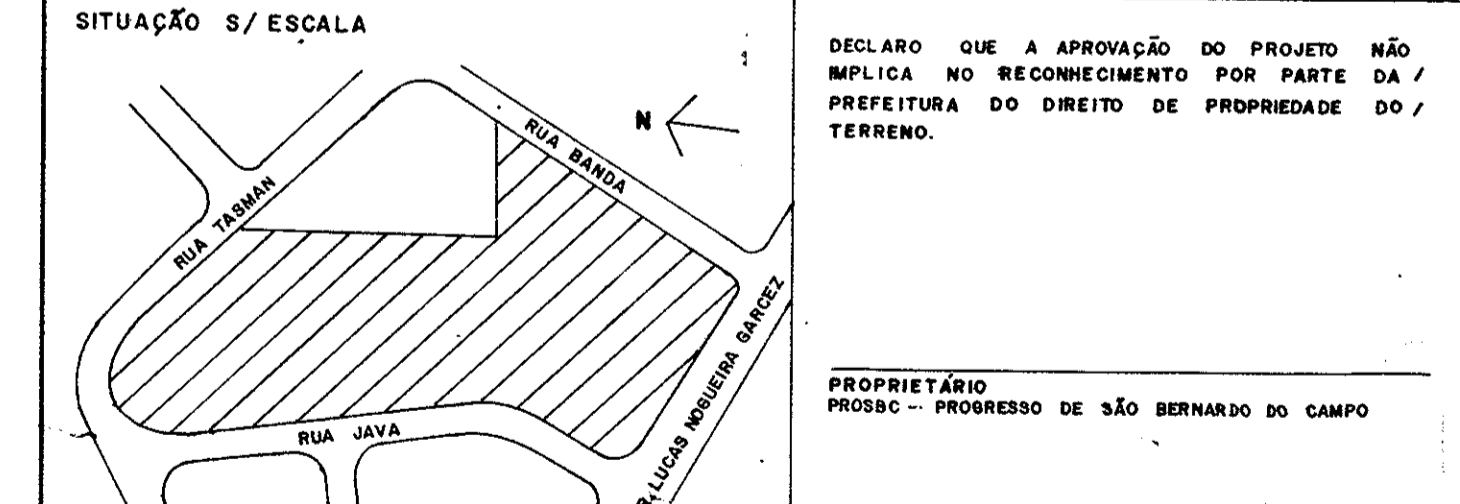 SITUAÇÃO S/ ESCALA
N
RUA BANDA
RUA TASMAN
RUA JAVA
LUCAS NOGUEIRA GARCEZ
DECLARO QUE A APROVAÇÃO DO PROJETO NÃO
IMPLICA NO RECONHECIMENTO POR PARTE DA /
PREFEITURA DO DIREITO DE PROPRIEDADE DO /
TERRENO.
PROPRIETÁRIO
PROSBC - PROGRESSO DE SÃO BERNARDO DO CAMPO